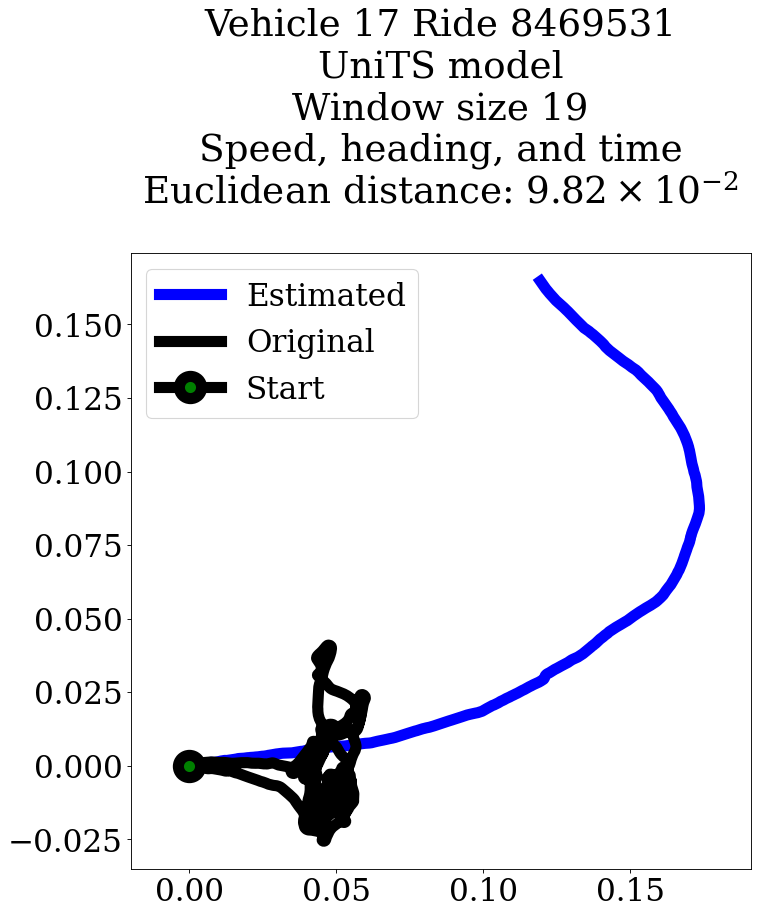 Vehicle 17 Ride 8469531
UniTS model
Window size 19
Speed, heading, and time
Euclidean distance: 9.82 × 10⁻²
Estimated
Original
Start
0.150
0.125
0.100
0.075
0.050
0.025
0.000
−0.025
0.00 0.05 0.10 0.15